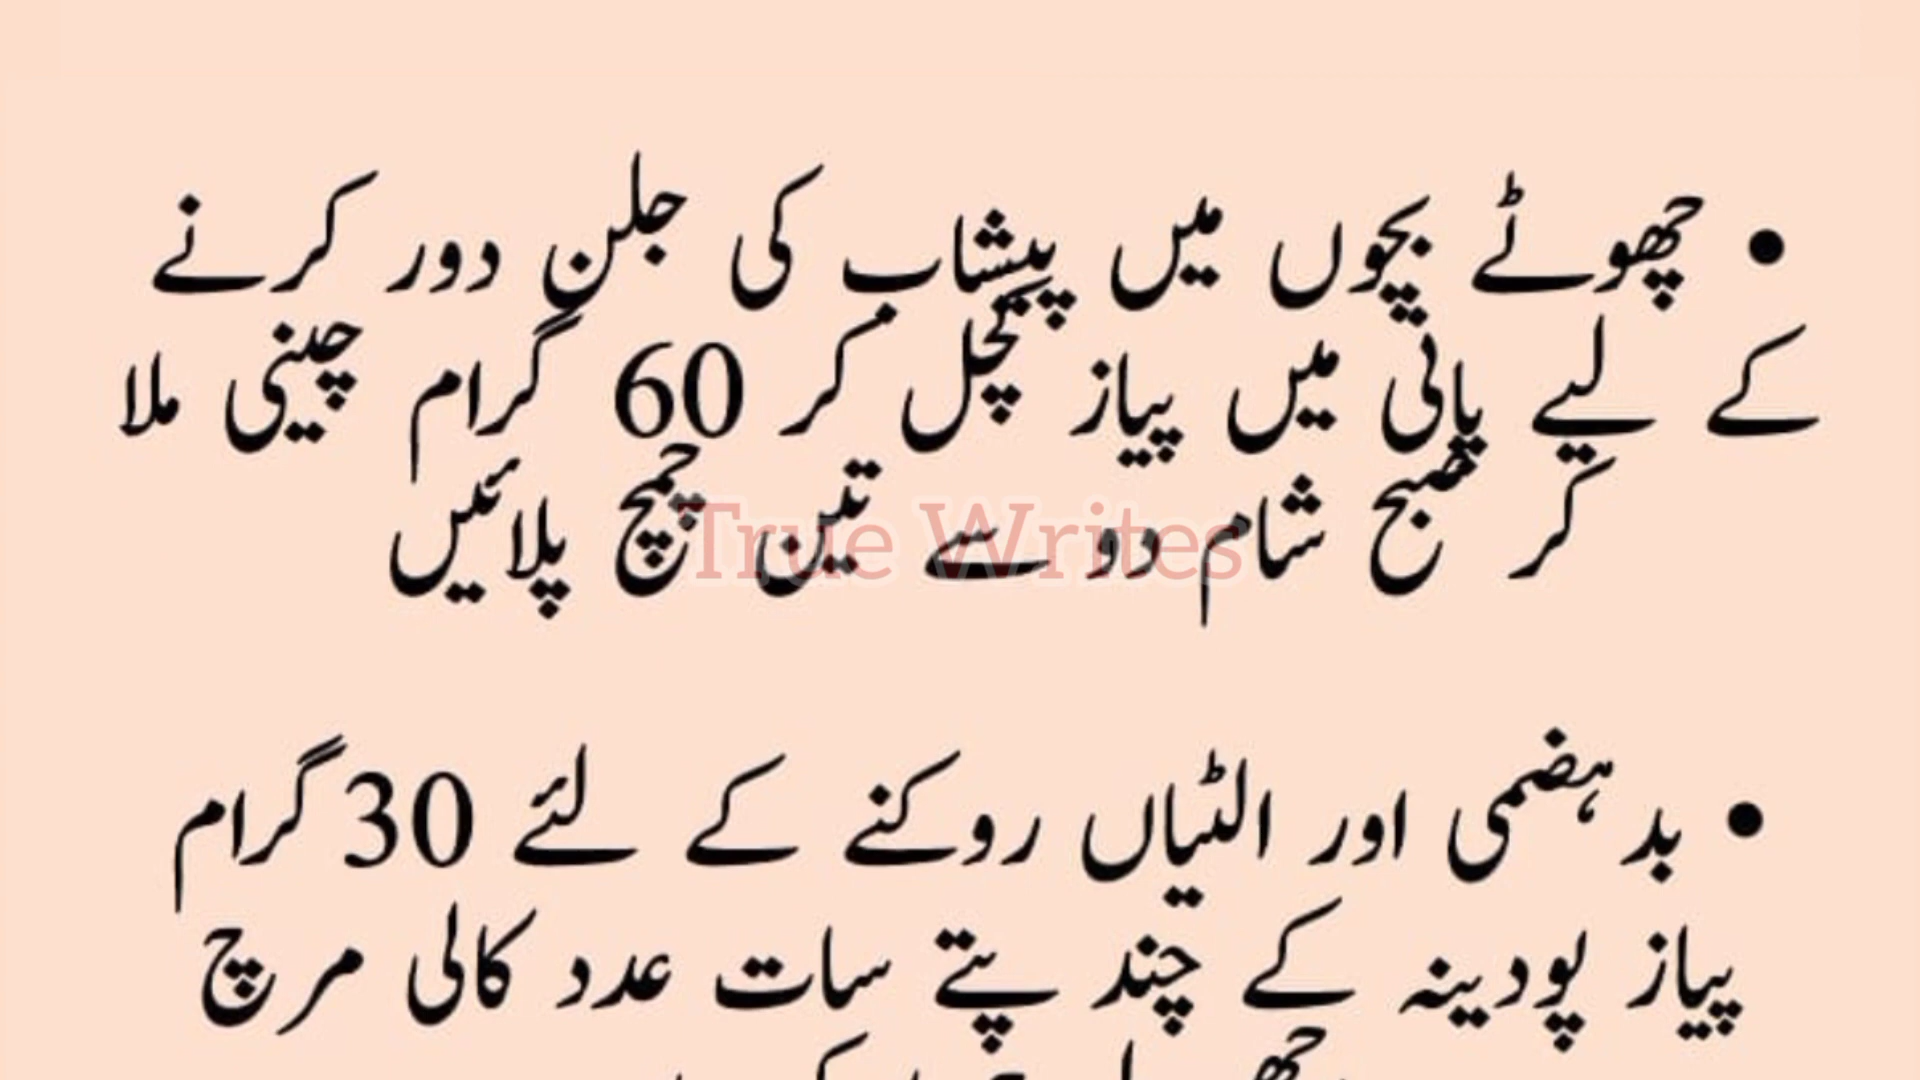 • چھوٹے بچوں میں پیشاب کی جلن دور کرنے
کے لیے پانی میں پیاز کچل کر 60 گرام چینی ملا
کر صبح شام دو سے تین چمچ پلائیں
True Writes
• بد ہضمی اور الٹیاں روکنے کے لئے 30 گرام
پیاز پودینہ کے چند پتے سات عدد کالی مرچ